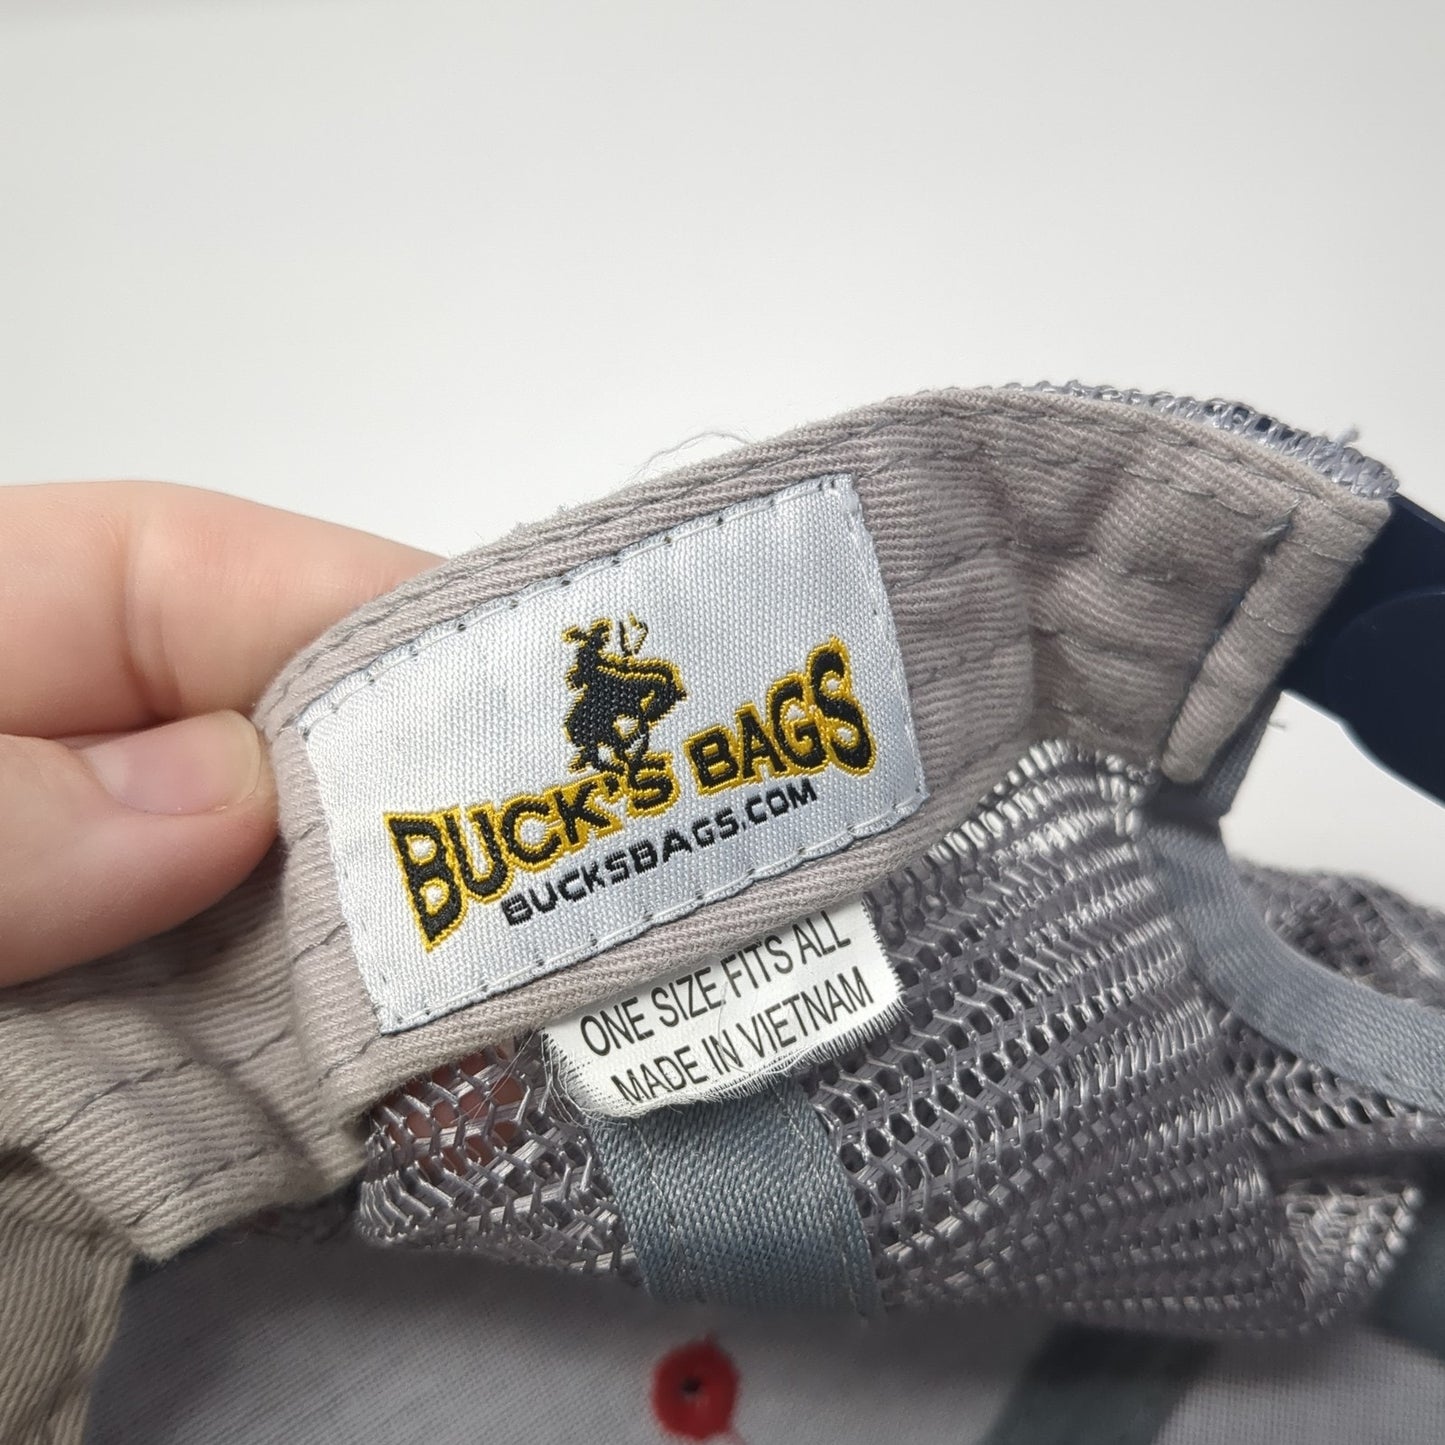 BUCK'S BAGS
BUCKSBAGS.COM
ONE SIZE FITS ALL
MADE IN VIETNAM